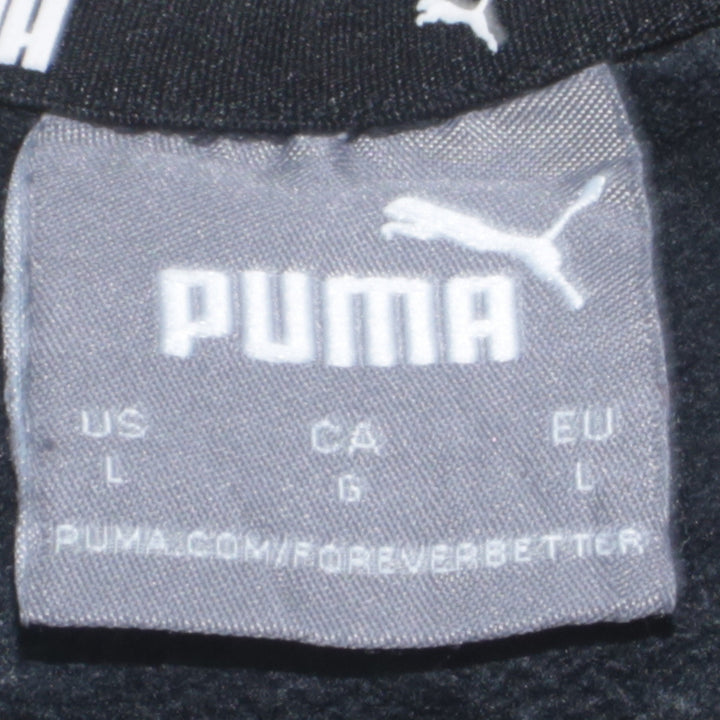 PUMA
US CA EU
L G L
PUMA.COM/FOREVERBETTER